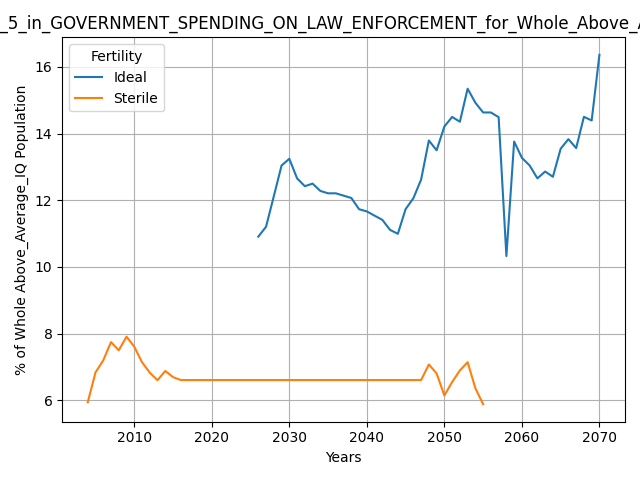 _5_in_GOVERNMENT_SPENDING_ON_LAW_ENFORCEMENT_for_Whole_Above_A
Fertility
Ideal
Sterile
% of Whole Above_Average_IQ Population
16
14
12
10
8
6
2010 2020 2030 2040 2050 2060 2070
Years